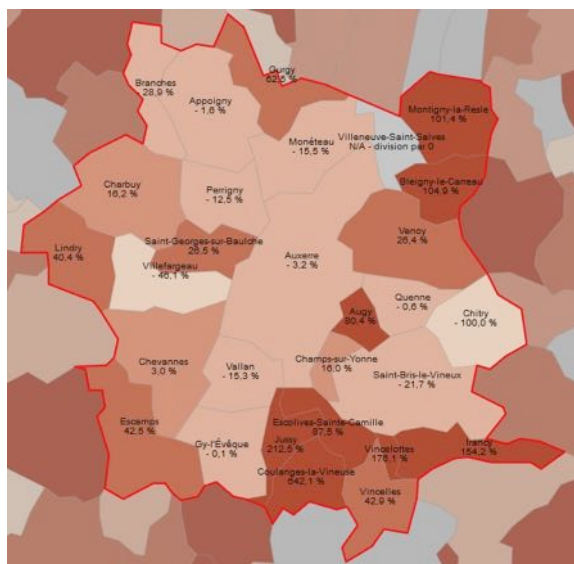 Gurgy
62,6 %
Branches
28,9 %
Appoigny
- 1,6 %
Montigny-la-Resle
101,4 %
Villeneuve-Saint-Salves
N/A - division par 0
Monéteau
- 15,5 %
Bleigny-le-Carreau
104,9 %
Charbuy
16,2 %
Perrigny
- 12,5 %
Venoy
26,4 %
Lindry
40,4 %
Saint-Georges-sur-Baulche
26,5 %
Villefargeau
- 46,1 %
Auxerre
- 3,2 %
Quenne
- 0,6 %
Augy
80,4 %
Chitry
- 100,0 %
Chevannes
3,0 %
Vallan
- 15,3 %
Champs-sur-Yonne
16,0 %
Saint-Bris-le-Vineux
- 21,7 %
Escamps
42,5 %
Escolives-Sainte-Camille
87,5 %
Gy-l'Évêque
- 0,1 %
Jussy
212,5 %
Vincelottes
176,1 %
Irancy
154,2 %
Coulanges-la-Vineuse
642,1 %
Vincelles
42,9 %